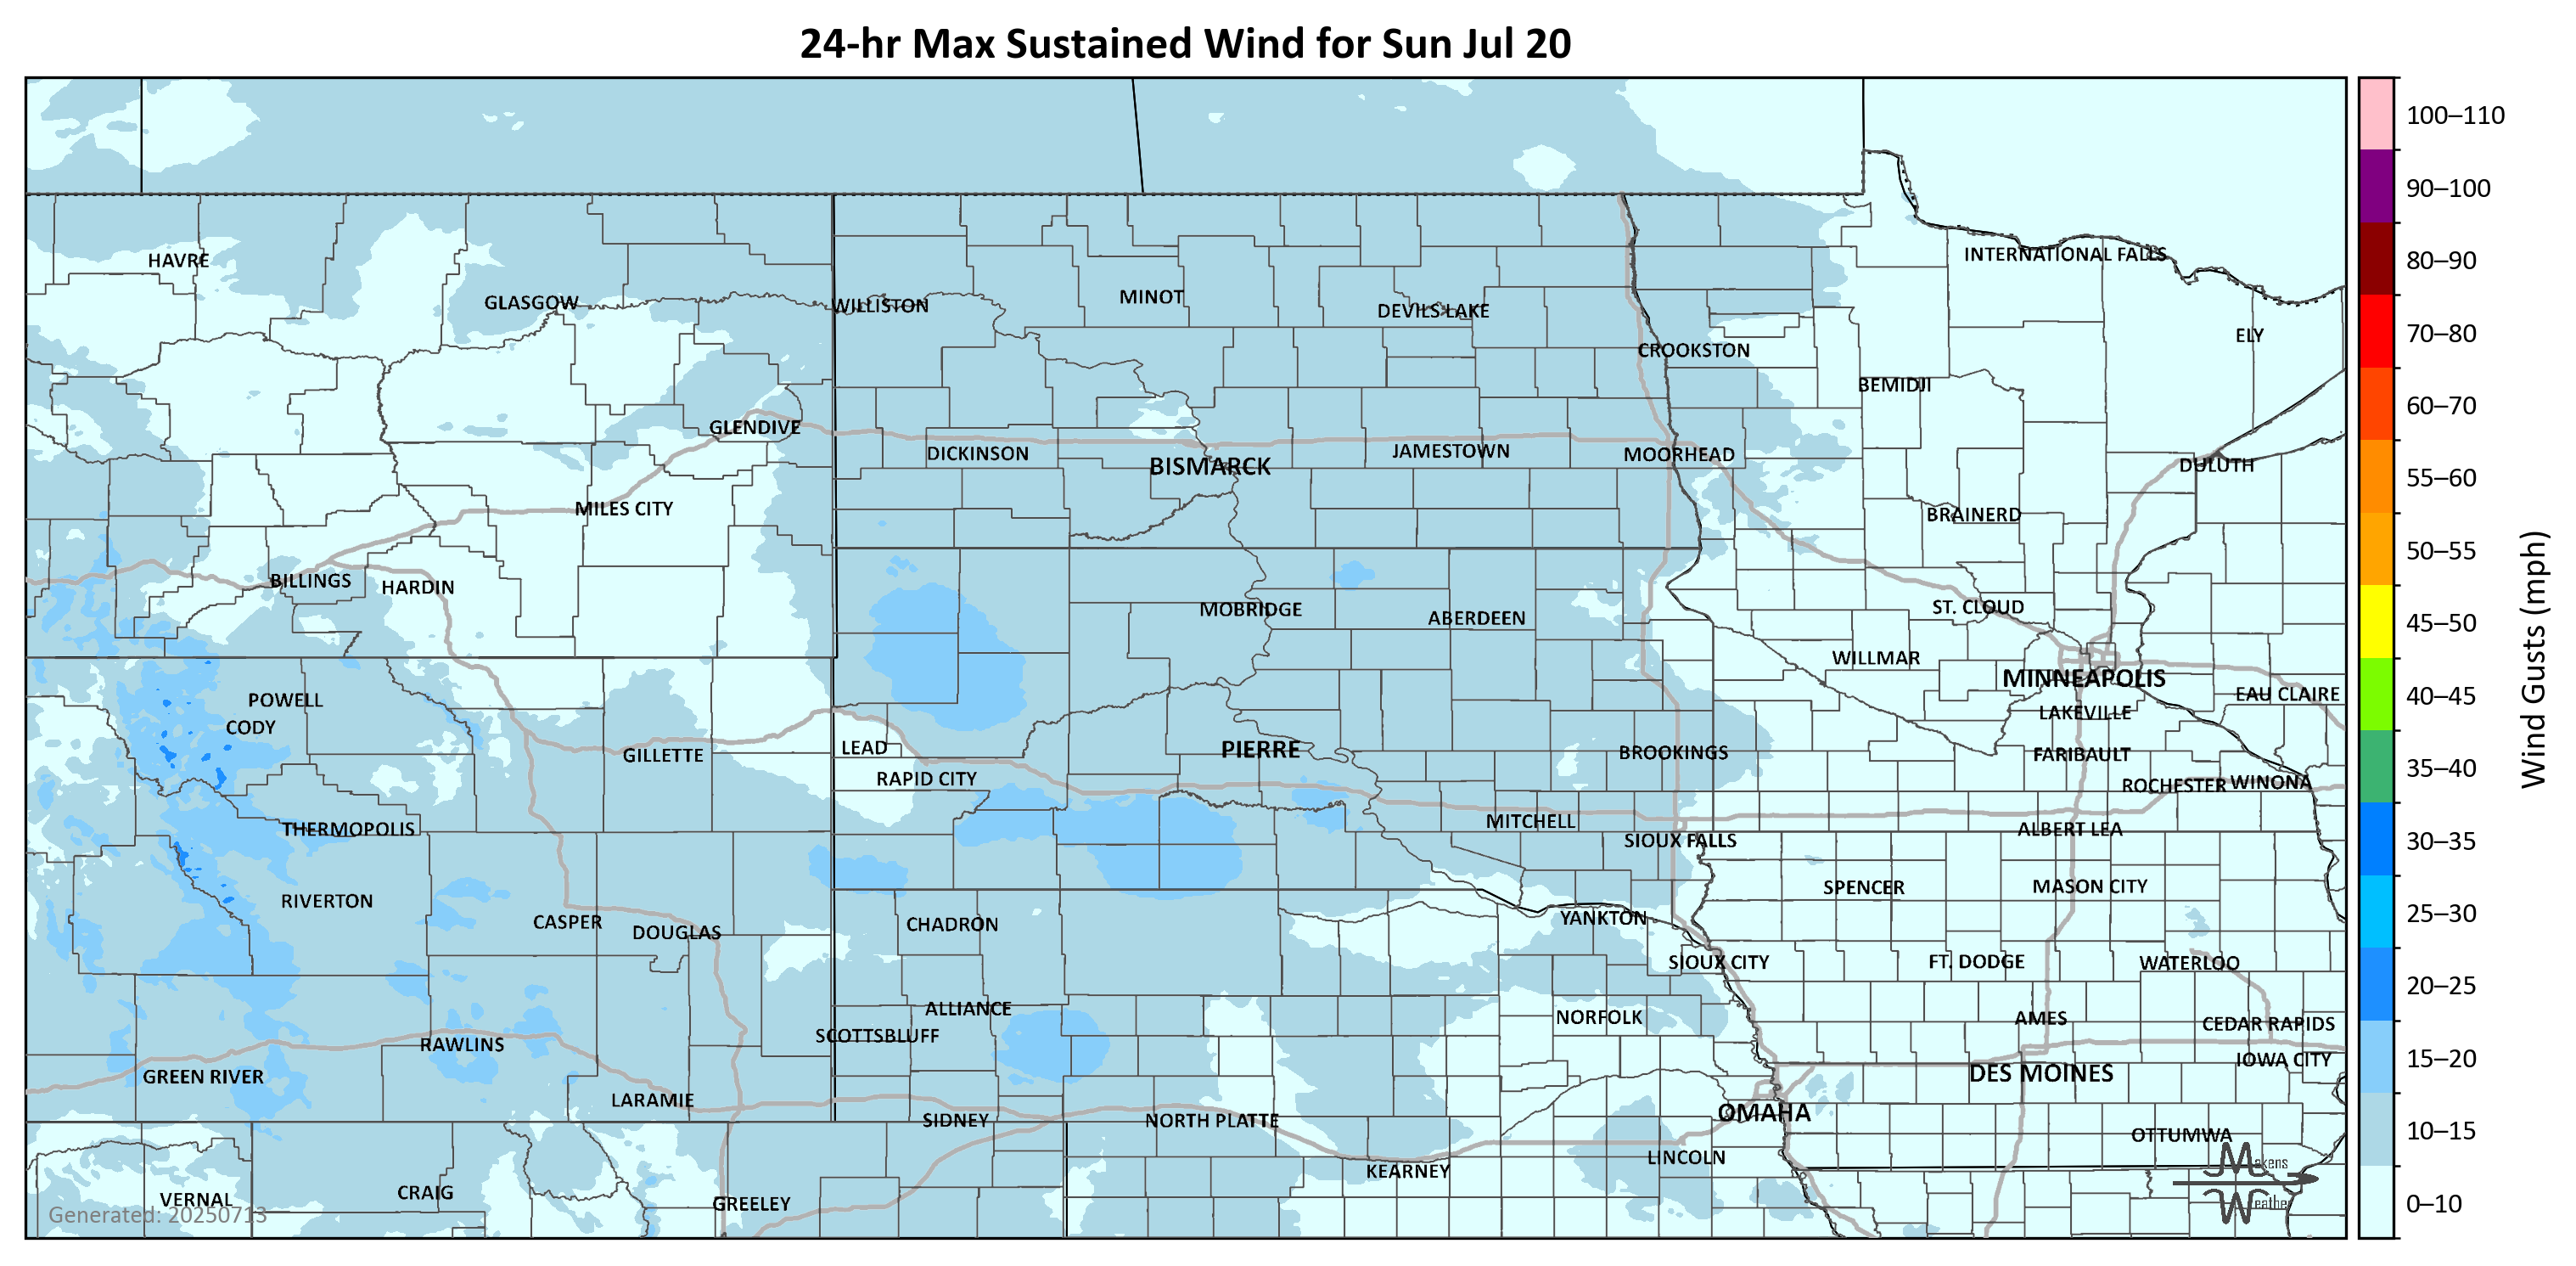 24-hr Max Sustained Wind for Sun Jul 20
100–110
90–100
80–90
70–80
60–70
55–60
50–55
45–50
40–45
35–40
30–35
25–30
20–25
15–20
10–15
0–10
Wind Gusts (mph)
HAVRE
GLASGOW
WILLISTON
MINOT
DEVILS LAKE
INTERNATIONAL FALLS
ELY
CROOKSTON
BEMIDJI
GLENDIVE
DICKINSON
BISMARCK
JAMESTOWN
MOORHEAD
DULUTH
MILES CITY
BRAINERD
BILLINGS
HARDIN
MOBRIDGE
ABERDEEN
ST. CLOUD
WILLMAR
MINNEAPOLIS
EAU CLAIRE
POWELL
CODY
LAKEVILLE
GILLETTE
LEAD
PIERRE
BROOKINGS
FARIBAULT
RAPID CITY
ROCHESTER
WINONA
THERMOPOLIS
MITCHELL
SIOUX FALLS
ALBERT LEA
RIVERTON
SPENCER
MASON CITY
CASPER
DOUGLAS
CHADRON
YANKTON
SIOUX CITY
FT. DODGE
WATERLOO
ALLIANCE
SCOTTSBLUFF
NORFOLK
AMES
CEDAR RAPIDS
RAWLINS
IOWA CITY
GREEN RIVER
DES MOINES
LARAMIE
SIDNEY
NORTH PLATTE
OMAHA
OTTUMWA
KEARNEY
LINCOLN
VERNAL
CRAIG
GREELEY
Generated: 20250713
Makens
Weather